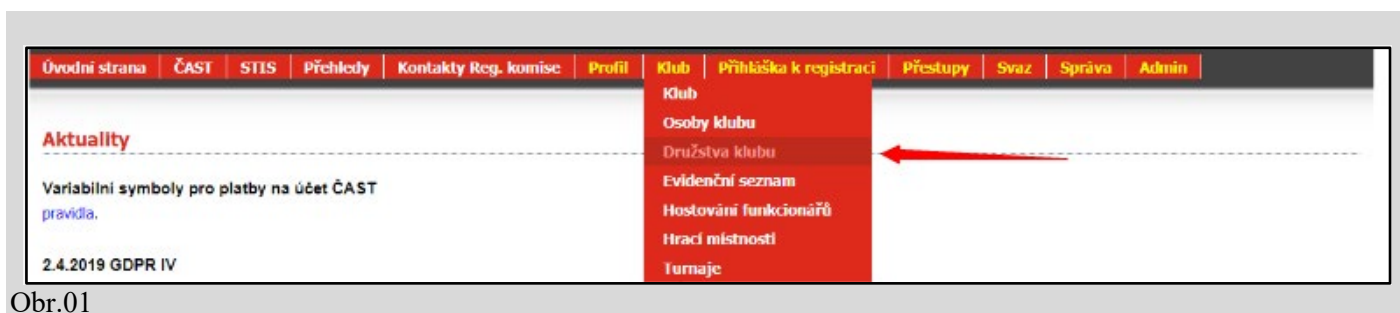 Úvodní strana ČAST STIS Přehledy Kontakty Reg. komise Profil Klub Přihláška k registraci Přestupy Svaz Správa Admin
Klub
Osoby klubu
Družstva klubu
Evidenční seznam
Hostování funkcionářů
Hrací místnosti
Turnaje
Aktuality
Variabilní symboly pro platby na účet ČAST
pravidla.
2.4.2019 GDPR IV
Obr.01